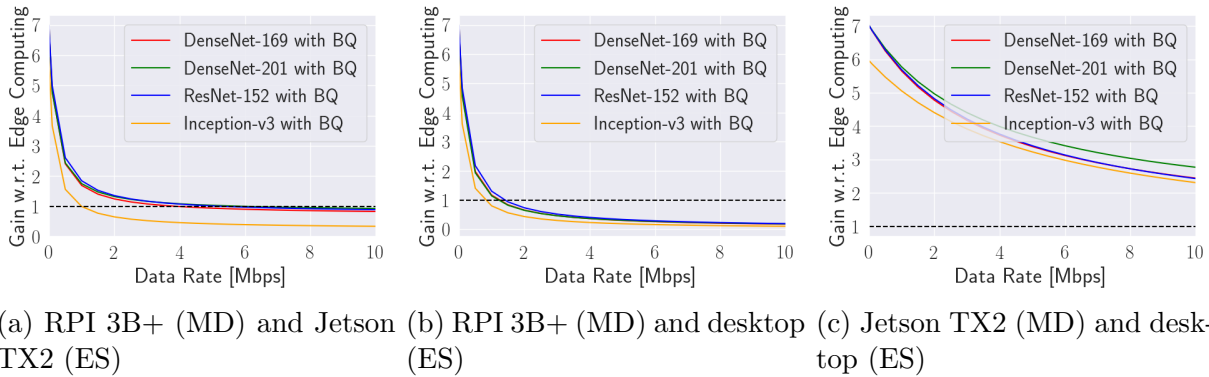 Gain w.r.t. Edge Computing
7
6
5
4
3
2
1
0
DenseNet-169 with BQ
DenseNet-201 with BQ
ResNet-152 with BQ
Inception-v3 with BQ
0 2 4 6 8 10
Data Rate [Mbps]
(a) RPI 3B+ (MD) and Jetson
TX2 (ES)
Gain w.r.t. Edge Computing
7
6
5
4
3
2
1
0
DenseNet-169 with BQ
DenseNet-201 with BQ
ResNet-152 with BQ
Inception-v3 with BQ
0 2 4 6 8 10
Data Rate [Mbps]
(b) RPI 3B+ (MD) and desktop
(ES)
Gain w.r.t. Edge Computing
7
6
5
4
3
2
1
DenseNet-169 with BQ
DenseNet-201 with BQ
ResNet-152 with BQ
Inception-v3 with BQ
0 2 4 6 8 10
Data Rate [Mbps]
(c) Jetson TX2 (MD) and desk-
top (ES)